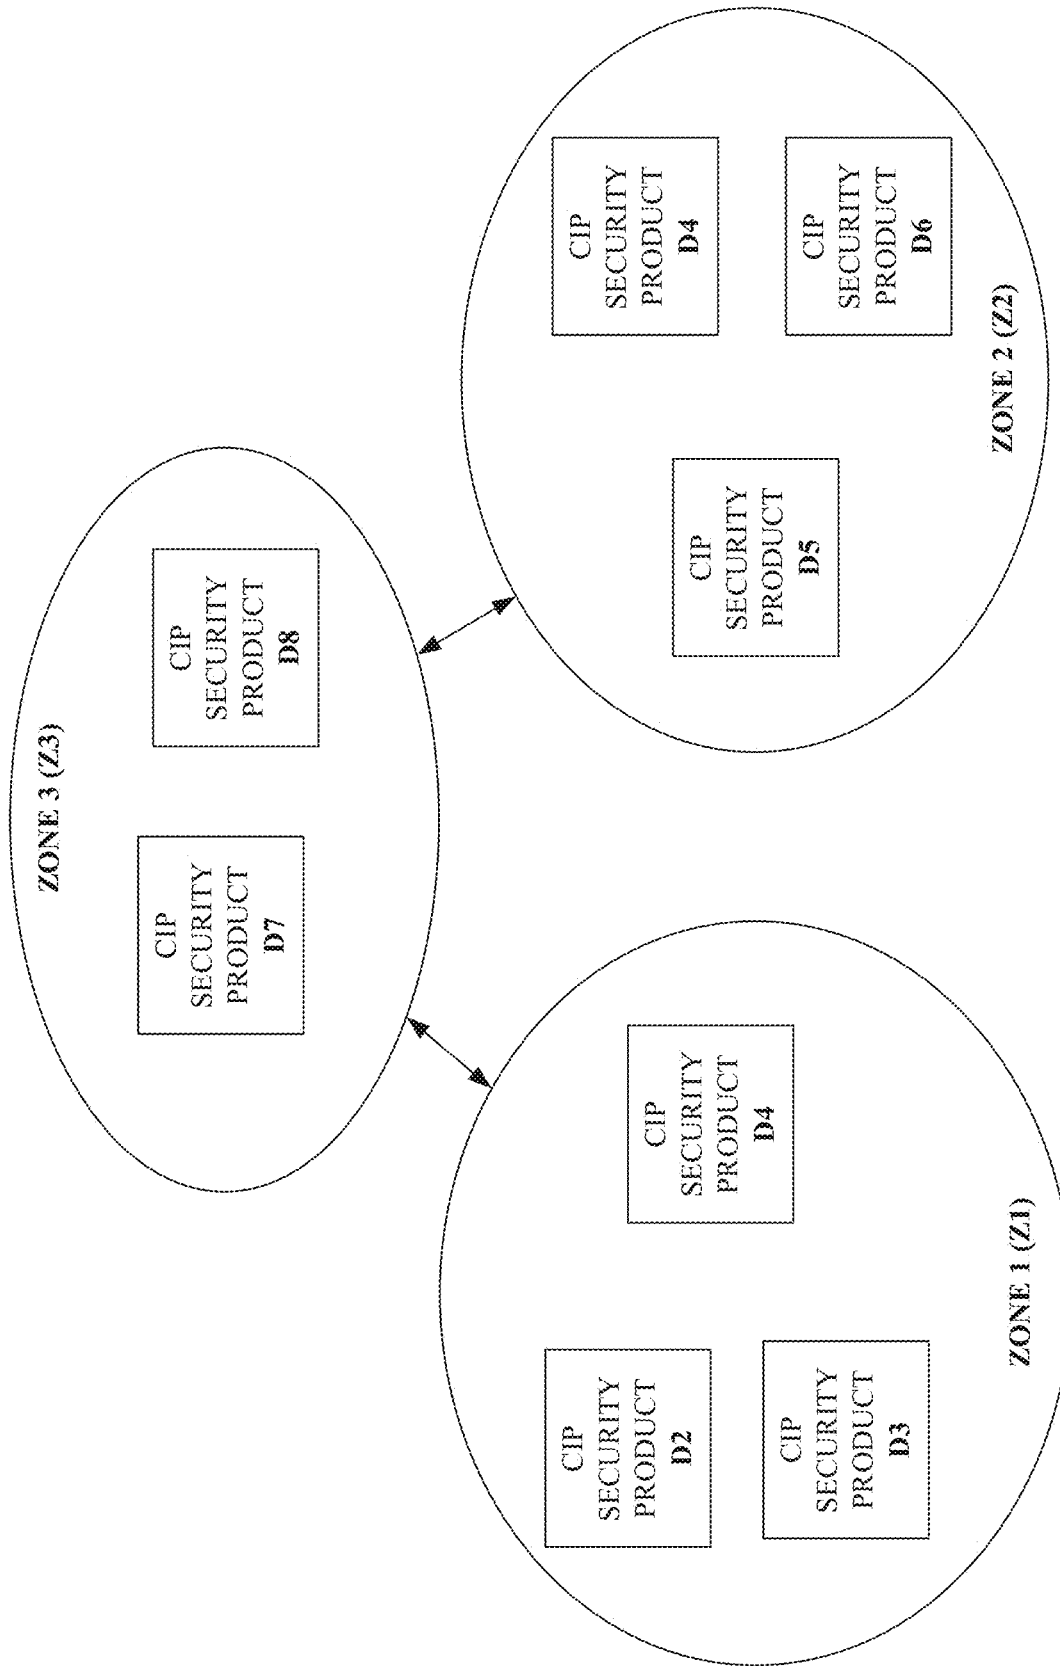 ZONE 3 (Z3)
CIP
SECURITY
PRODUCT
D7
CIP
SECURITY
PRODUCT
D8
CIP
SECURITY
PRODUCT
D2
CIP
SECURITY
PRODUCT
D3
CIP
SECURITY
PRODUCT
D4
ZONE 1 (Z1)
CIP
SECURITY
PRODUCT
D5
CIP
SECURITY
PRODUCT
D4
CIP
SECURITY
PRODUCT
D6
ZONE 2 (Z2)